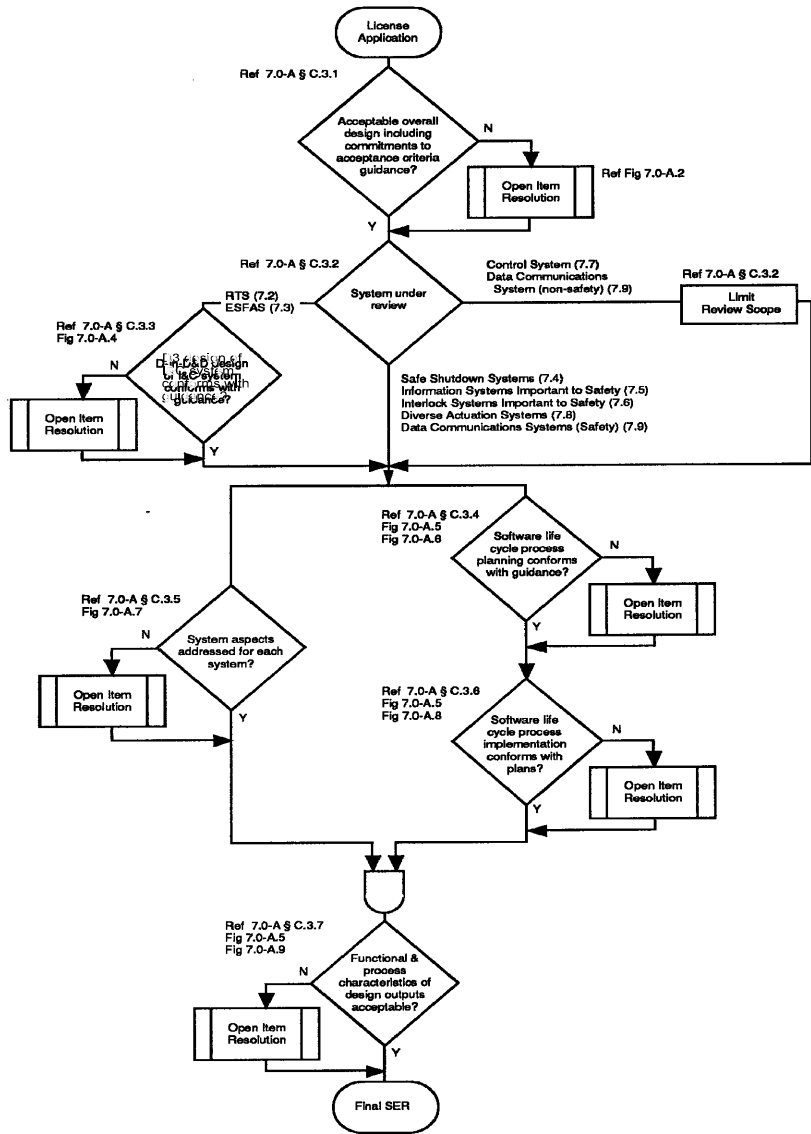 License
Application
Ref 7.0-A § C.3.1
Acceptable overall
design including
commitments to
acceptance criteria
guidance?
N
Open Item
Resolution
Ref Fig 7.0-A.2
Y
Ref 7.0-A § C.3.2
System under
review
Control System (7.7)
Data Communications
System (non-safety) (7.9)
Ref 7.0-A § C.3.2
Limit
Review Scope
RTS (7.2)
ESFAS (7.3)
Ref 7.0-A § C.3.3
Fig 7.0-A.4
N
design of
I&C system
conforms with
guidance?
Open Item
Resolution
Y
Safe Shutdown Systems (7.4)
Information Systems Important to Safety (7.5)
Interlock Systems Important to Safety (7.6)
Diverse Actuation Systems (7.8)
Data Communications Systems (Safety) (7.9)
Ref 7.0-A § C.3.4
Fig 7.0-A.5
Fig 7.0-A.6
Software life
cycle process
planning conforms
with guidance?
N
Open Item
Resolution
Y
Ref 7.0-A § C.3.5
Fig 7.0-A.7
N
System aspects
addressed for each
system?
Open Item
Resolution
Y
Ref 7.0-A § C.3.6
Fig 7.0-A.5
Fig 7.0-A.8
Software life
cycle process
implementation
conforms with
plans?
N
Open Item
Resolution
Y
Ref 7.0-A § C.3.7
Fig 7.0-A.5
Fig 7.0-A.9
N
Functional &
process
characteristics of
design outputs
acceptable?
Open Item
Resolution
Y
Final SER